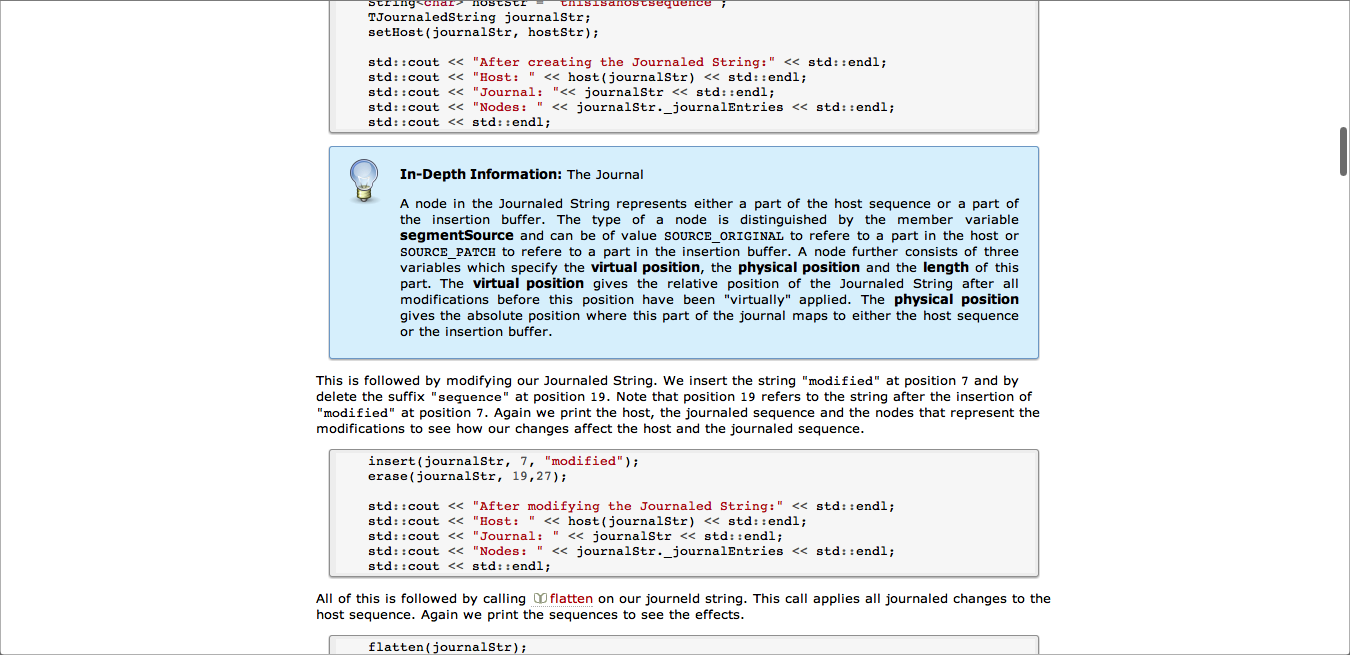 String<char> hostStr = "thisisahostsequence";
TJournaledString journalStr;
setHost(journalStr, hostStr);
std::cout << "After creating the Journaled String:" << std::endl;
std::cout << "Host: " << host(journalStr) << std::endl;
std::cout << "Journal: "<< journalStr << std::endl;
std::cout << "Nodes: " << journalStr._journalEntries << std::endl;
std::cout << std::endl;
In-Depth Information: The Journal
A node in the Journaled String represents either a part of the host sequence or a part of
the insertion buffer. The type of a node is distinguished by the member variable
segmentSource and can be of value SOURCE_ORIGINAL to refere to a part in the host or
SOURCE_PATCH to refere to a part in the insertion buffer. A node further consists of three
variables which specify the virtual position, the physical position and the length of this
part. The virtual position gives the relative position of the Journaled String after all
modifications before this position have been "virtually" applied. The physical position
gives the absolute position where this part of the journal maps to either the host sequence
or the insertion buffer.
This is followed by modifying our Journaled String. We insert the string "modified" at position 7 and by
delete the suffix "sequence" at position 19. Note that position 19 refers to the string after the insertion of
"modified" at position 7. Again we print the host, the journaled sequence and the nodes that represent the
modifications to see how our changes affect the host and the journaled sequence.
insert(journalStr, 7, "modified");
erase(journalStr, 19,27);
std::cout << "After modifying the Journaled String:" << std::endl;
std::cout << "Host: " << host(journalStr) << std::endl;
std::cout << "Journal: " << journalStr << std::endl;
std::cout << "Nodes: " << journalStr._journalEntries << std::endl;
std::cout << std::endl;
All of this is followed by calling flatten on our journeld string. This call applies all journaled changes to the
host sequence. Again we print the sequences to see the effects.
flatten(journalStr);